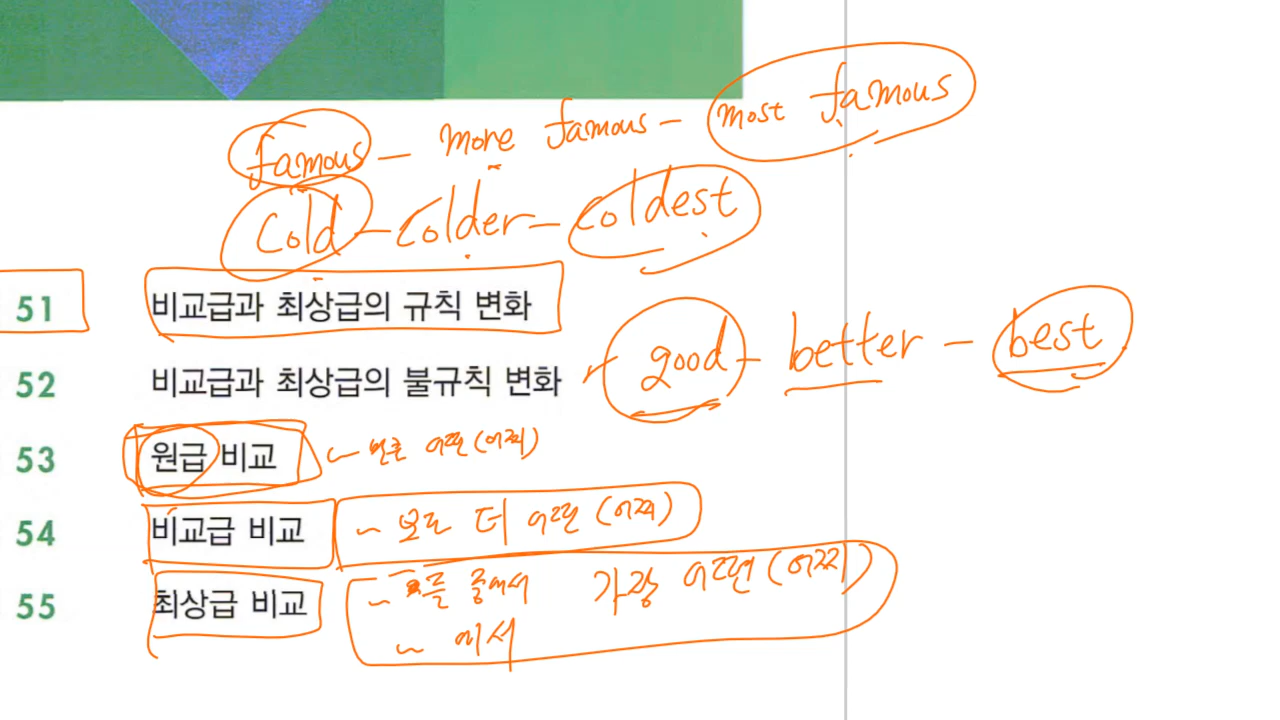 famous - more famous - most famous
cold - colder - coldest
51 비교급과 최상급의 규칙 변화
52 비교급과 최상급의 불규칙 변화 good - better - best
53 원급 비교 ~ 만큼 어떤 (어찌)
54 비교급 비교 ~ 보다 더 어떤 (어찌)
55 최상급 비교 ~ 들 중에서 가장 어떤 (어찌)
~ 에서